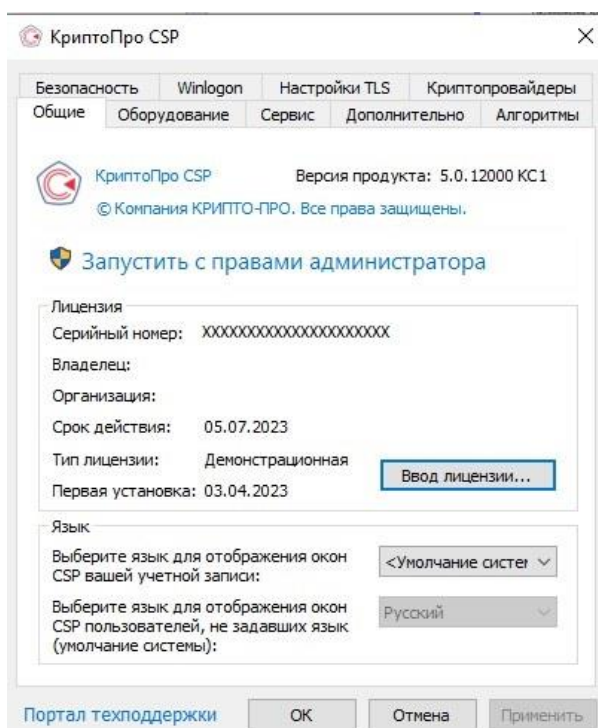 КриптоПро CSP
Безопасность Winlogon Настройки TLS Криптопровайдеры
Общие Оборудование Сервис Дополнительно Алгоритмы
КриптоПро CSP Версия продукта: 5.0.12000 КС1
© Компания КРИПТО-ПРО. Все права защищены.
Запустить с правами администратора
Лицензия
Серийный номер: XXXXXXXXXXXXXXXXXXXXX
Владелец:
Организация:
Срок действия: 05.07.2023
Тип лицензии: Демонстрационная
Ввод лицензии...
Первая установка: 03.04.2023
Язык
Выберите язык для отображения окон
CSP вашей учетной записи:
<Умолчание систег
Выберите язык для отображения окон
CSP пользователей, не задавших язык
(умолчание системы):
Русский
Портал техподдержки ОК Отмена Применить